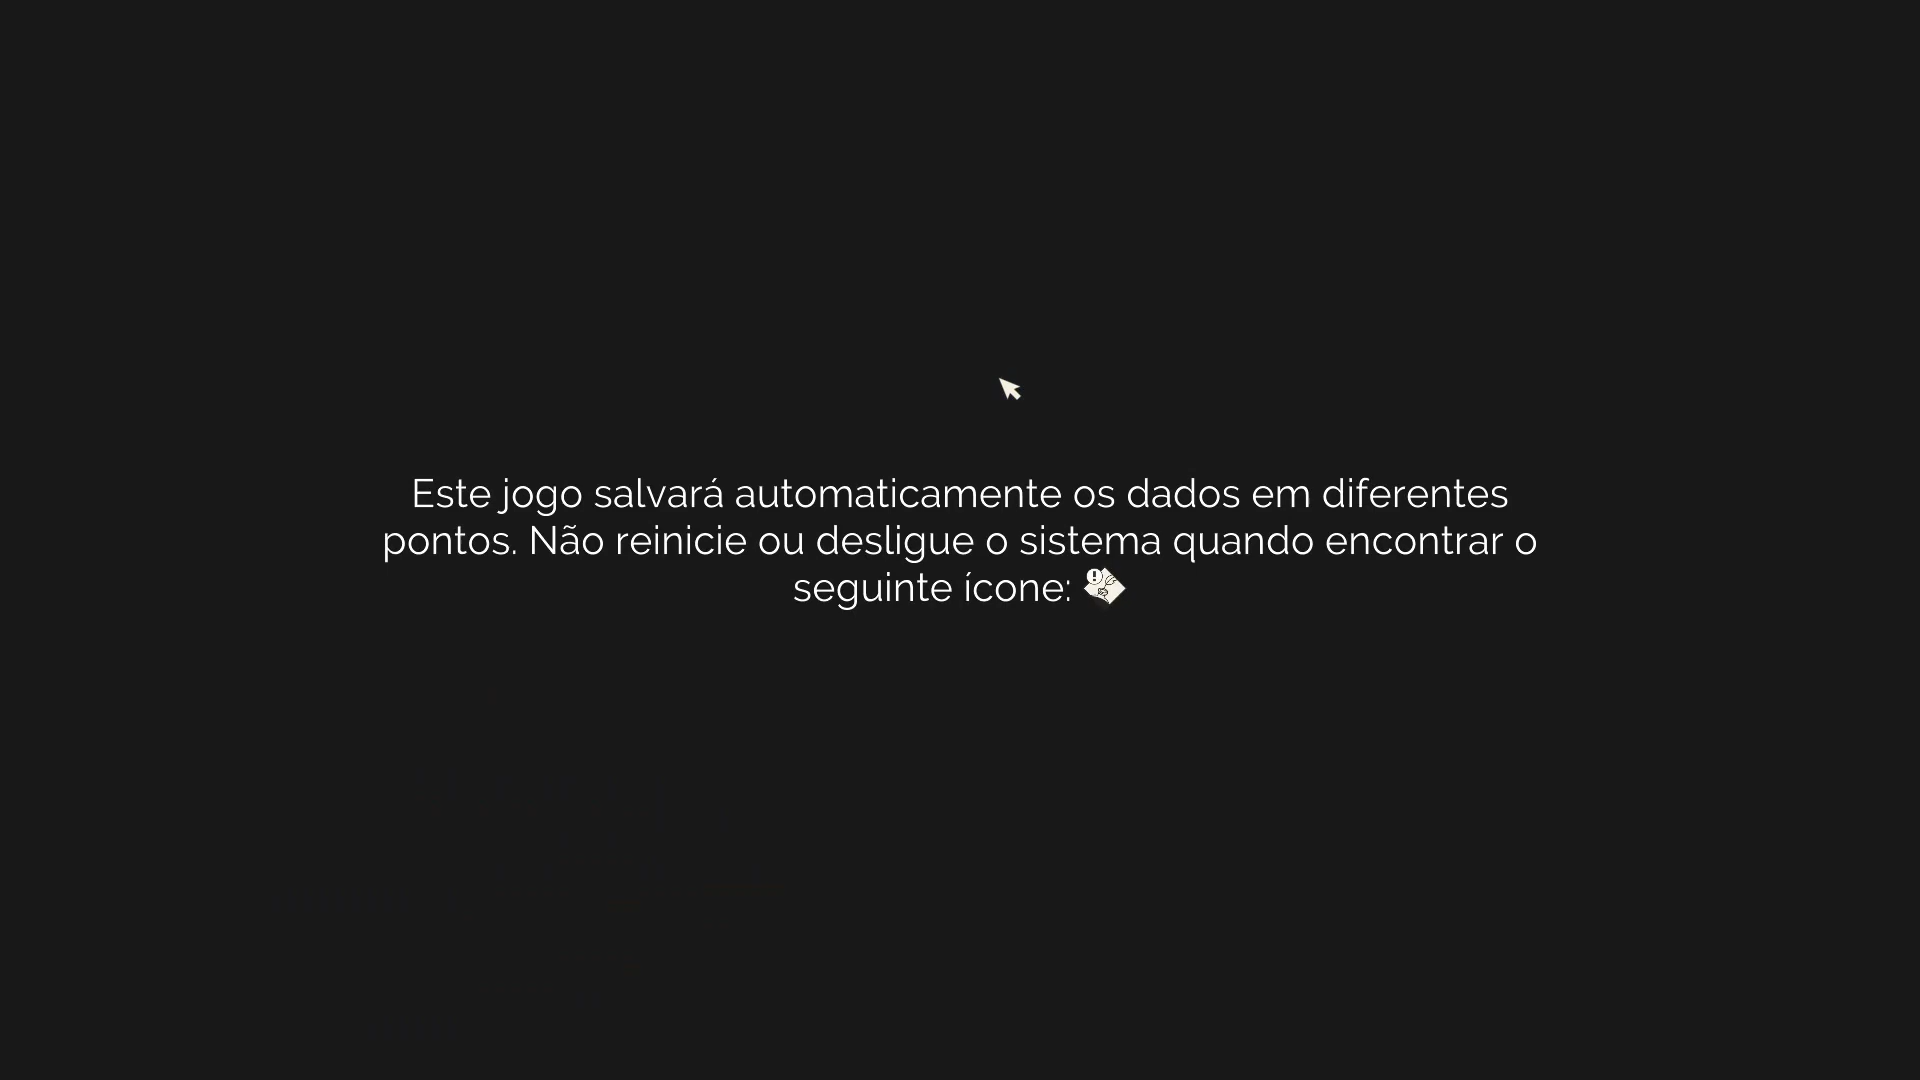 Este jogo salvará automaticamente os dados em diferentes
pontos. Não reinicie ou desligue o sistema quando encontrar o
seguinte ícone: